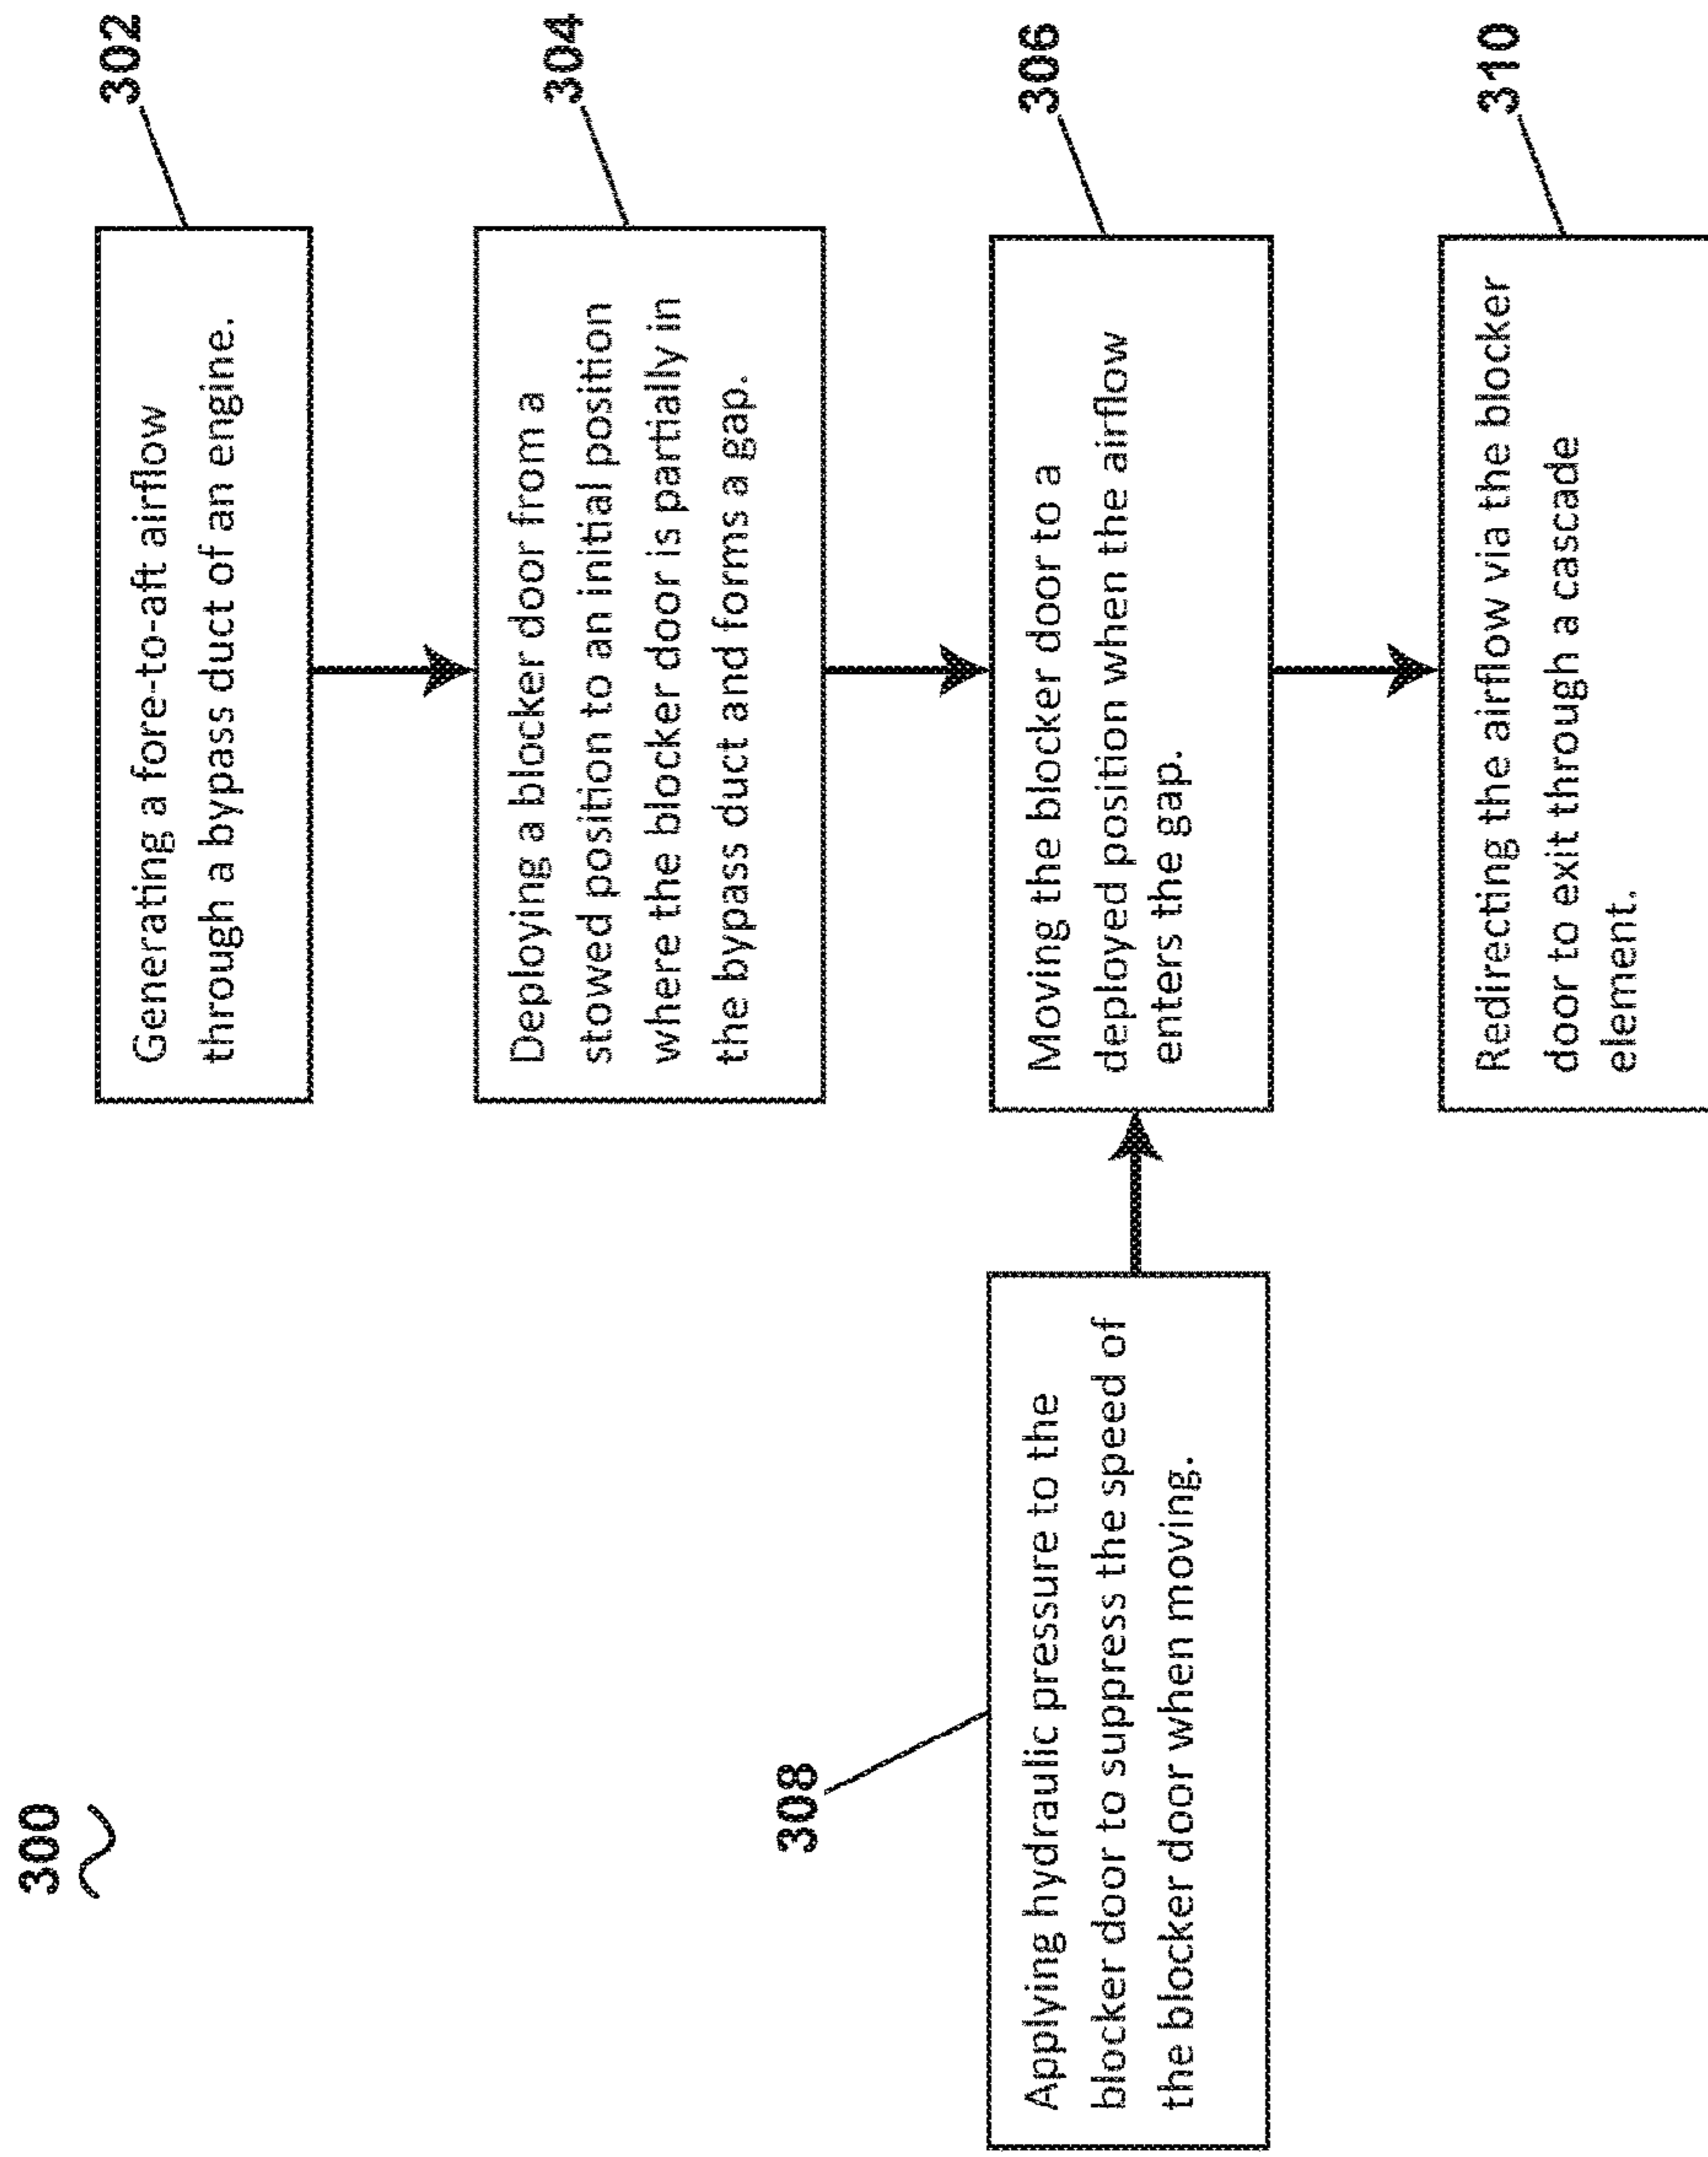 300
302
Generating a fore-to-aft airflow
through a bypass duct of an engine.
304
Deploying a blocker door from a
stowed position to an initial position
where the blocker door is partially in
the bypass duct and forms a gap.
308
Applying hydraulic pressure to the
blocker door to suppress the speed of
the blocker door when moving.
306
Moving the blocker door to a
deployed position when the airflow
enters the gap.
310
Redirecting the airflow via the blocker
door to exit through a cascade
element.